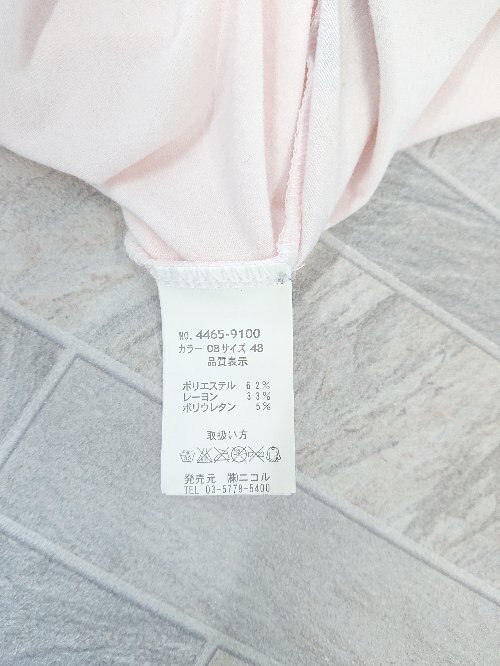 NO. 4465-9100
カラー 08 サイズ 48
品質表示
ポリエステル 62%
レーヨン 33%
ポリウレタン 5%
取扱い方
発売元 ㈱ニコル
TEL 03-5778-5400